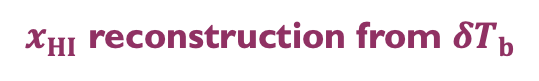 x_HI reconstruction from δT_b